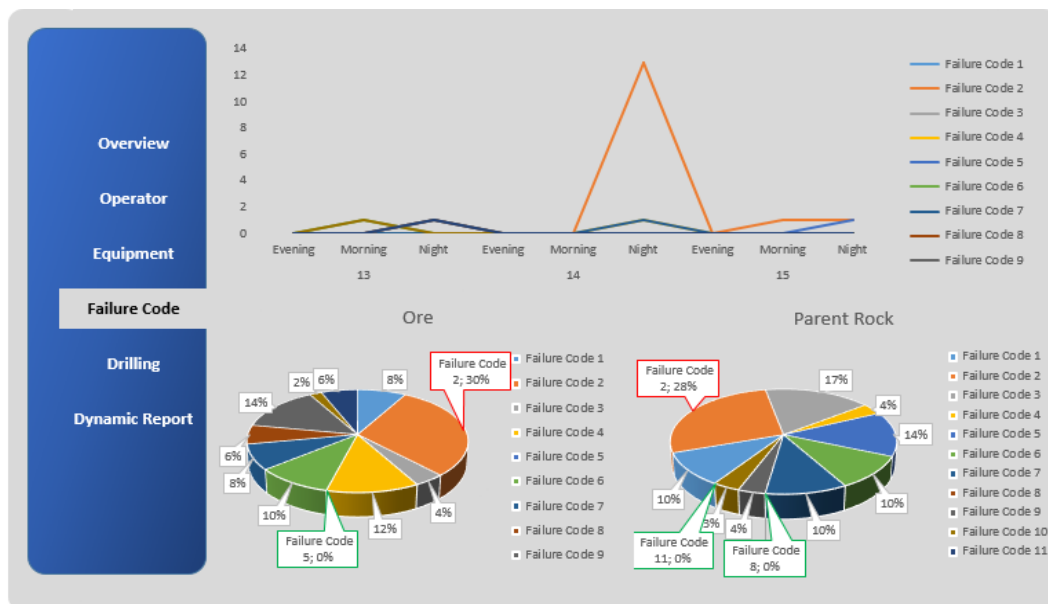 Overview
Operator
Equipment
Failure Code
Drilling
Dynamic Report
14
12
10
8
6
4
2
0
Evening Morning Night Evening Morning Night Evening Morning Night
13 14 15
Failure Code 1
Failure Code 2
Failure Code 3
Failure Code 4
Failure Code 5
Failure Code 6
Failure Code 7
Failure Code 8
Failure Code 9
Ore
2%
6%
8%
Failure Code
2; 30%
14%
6%
8%
10%
Failure Code
5; 0%
12%
4%
Failure Code 1
Failure Code 2
Failure Code 3
Failure Code 4
Failure Code 5
Failure Code 6
Failure Code 7
Failure Code 8
Failure Code 9
Parent Rock
Failure Code
2; 28%
17%
4%
14%
10%
10%
4%
3%
10%
Failure Code
11; 0%
Failure Code
8; 0%
Failure Code 1
Failure Code 2
Failure Code 3
Failure Code 4
Failure Code 5
Failure Code 6
Failure Code 7
Failure Code 8
Failure Code 9
Failure Code 10
Failure Code 11